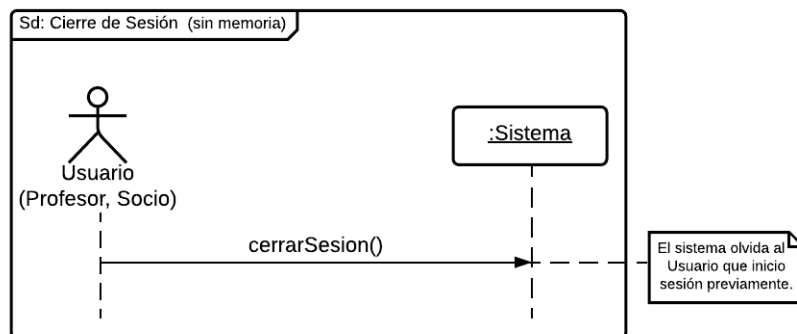 Sd: Cierre de Sesión (sin memoria)
:Sistema
Usuario
(Profesor, Socio)
cerrarSesion()
El sistema olvida al
Usuario que inicio
sesión previamente.